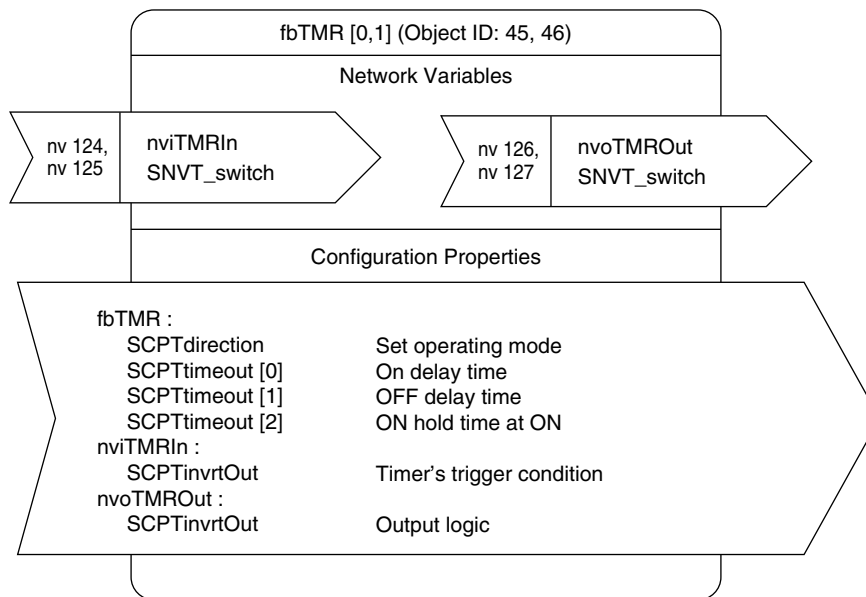 fbTMR [0,1] (Object ID: 45, 46)
Network Variables
nv 124,
nv 125
nviTMRIn
SNVT_switch
nv 126,
nv 127
nvoTMROut
SNVT_switch
Configuration Properties
fbTMR :
SCPTdirection Set operating mode
SCPTtimeout [0] On delay time
SCPTtimeout [1] OFF delay time
SCPTtimeout [2] ON hold time at ON
nviTMRIn :
SCPTinvrtOut Timer's trigger condition
nvoTMROut :
SCPTinvrtOut Output logic